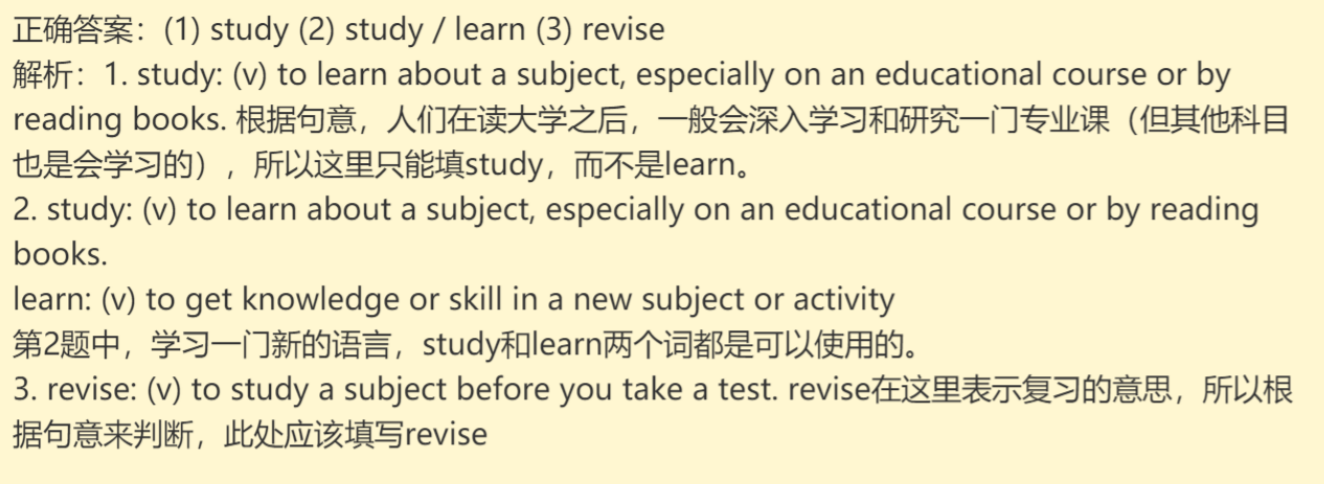 正确答案：(1) study (2) study / learn (3) revise
解析：1. study: (v) to learn about a subject, especially on an educational course or by
reading books. 根据句意，人们在读大学之后，一般会深入学习和研究一门专业课（但其他科目
也是会学习的），所以这里只能填study，而不是learn。
2. study: (v) to learn about a subject, especially on an educational course or by reading
books.
learn: (v) to get knowledge or skill in a new subject or activity
第2题中，学习一门新的语言，study和learn两个词都是可以使用的。
3. revise: (v) to study a subject before you take a test. revise在这里表示复习的意思，所以根
据句意来判断，此处应该填写revise